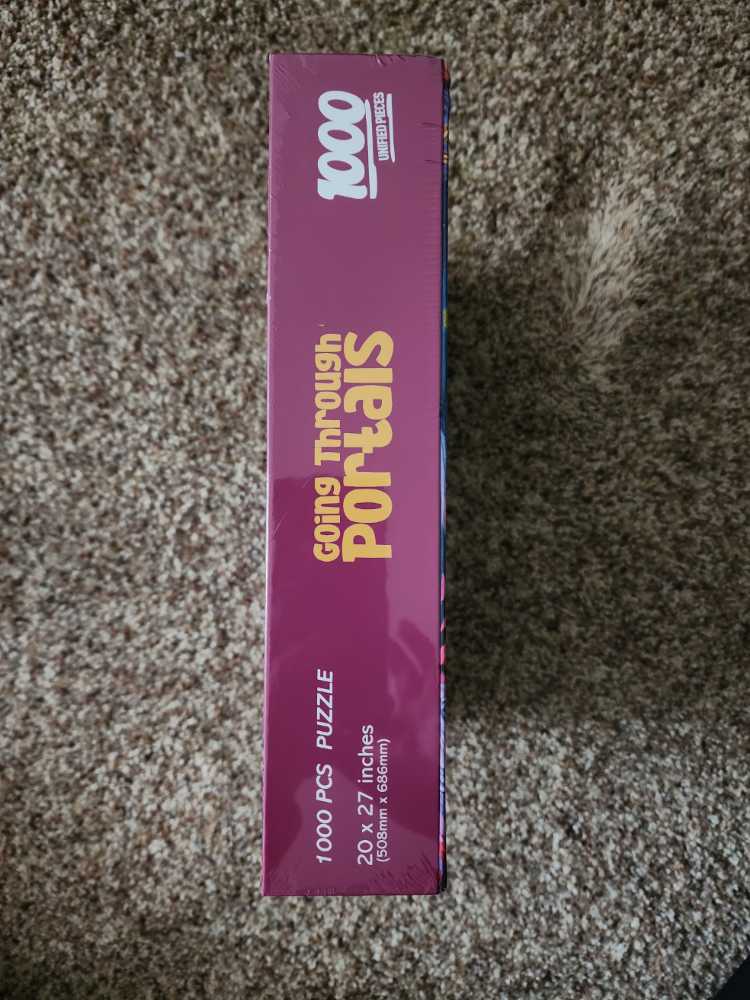 1000 PCS PUZZLE
20 x 27 inches
(508mm x 686mm)
Going Through
Portals
1000
UNIFIED PIECES